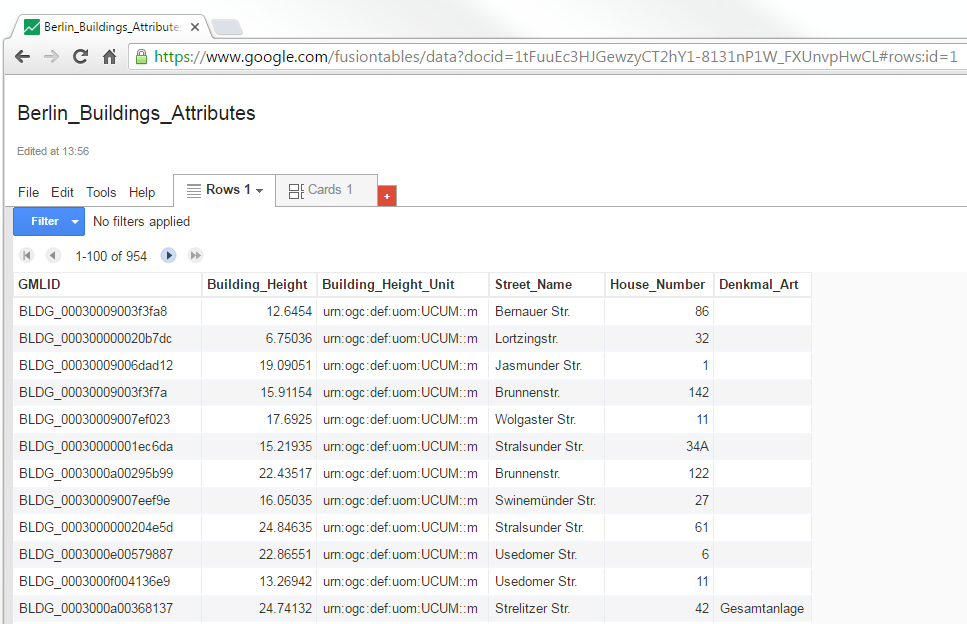 Berlin_Buildings_Attribute
https://www.google.com/fusiontables/data?docid=1tFuuEc3HJGewzyCT2hY1-8131nP1W_FXUnvpHwCL#rows:id=1
Berlin_Buildings_Attributes
Edited at 13:56
File Edit Tools Help Rows 1 Cards 1 +
Filter No filters applied
1-100 of 954
GMLID Building_Height Building_Height_Unit Street_Name House_Number Denkmal_Art
BLDG_00030009003f3fa8 12.6454 urn:ogc:def:uom:UCUM::m Bernauer Str. 86
BLDG_000300000020b7dc 6.75036 urn:ogc:def:uom:UCUM::m Lortzingstr. 32
BLDG_00030009006dad12 19.09051 urn:ogc:def:uom:UCUM::m Jasmunder Str. 1
BLDG_00030009003f3f7a 15.91154 urn:ogc:def:uom:UCUM::m Brunnenstr. 142
BLDG_00030009007ef023 17.6925 urn:ogc:def:uom:UCUM::m Wolgaster Str. 11
BLDG_00030000001ec6da 15.21935 urn:ogc:def:uom:UCUM::m Stralsunder Str. 34A
BLDG_0003000a00295b99 22.43517 urn:ogc:def:uom:UCUM::m Brunnenstr. 122
BLDG_00030009007eef9e 16.05035 urn:ogc:def:uom:UCUM::m Swinemünder Str. 27
BLDG_0003000000204e5d 24.84635 urn:ogc:def:uom:UCUM::m Stralsunder Str. 61
BLDG_0003000e00579887 22.86551 urn:ogc:def:uom:UCUM::m Usedomer Str. 6
BLDG_0003000f004136e9 13.26942 urn:ogc:def:uom:UCUM::m Usedomer Str. 11
BLDG_0003000a00368137 24.74132 urn:ogc:def:uom:UCUM::m Strelitzer Str. 42 Gesamtanlage